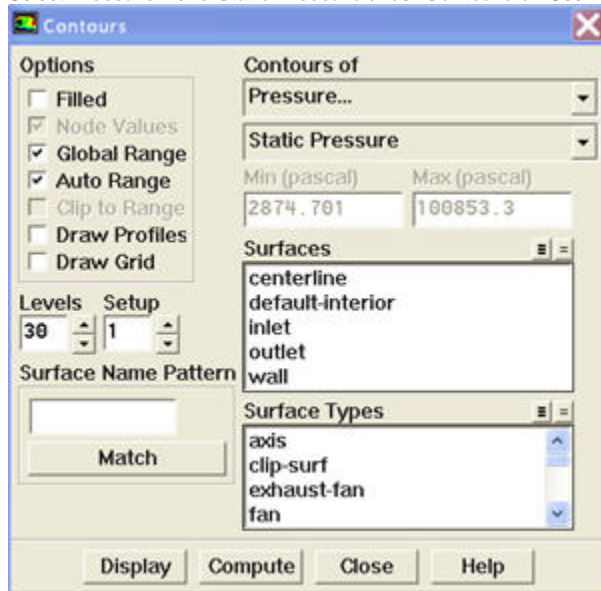 Contours
Options
Filled
Node Values
Global Range
Auto Range
Clip to Range
Draw Profiles
Draw Grid
Levels Setup
30 1
Surface Name Pattern
Match
Contours of
Pressure...
Static Pressure
Min (pascal) Max (pascal)
2874.701 100853.3
Surfaces
centerline
default-interior
inlet
outlet
wall
Surface Types
axis
clip-surf
exhaust-fan
fan
Display Compute Close Help